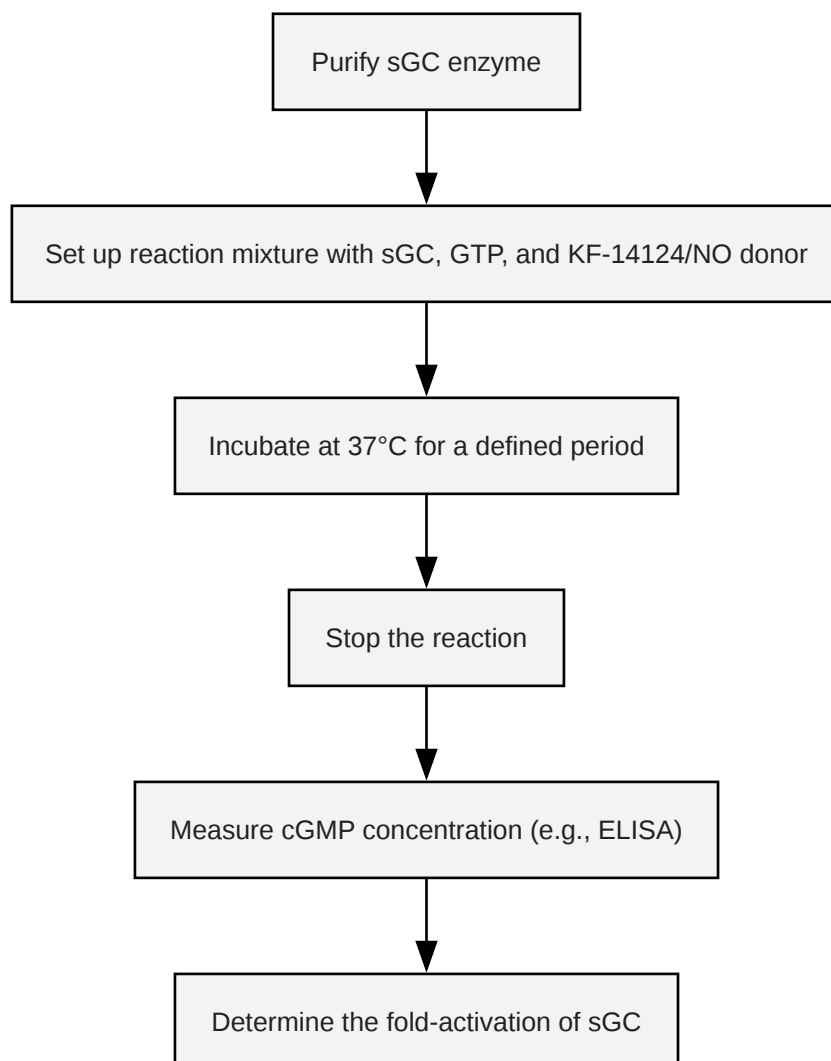 Purify sGC enzyme
Set up reaction mixture with sGC, GTP, and KF-14124/NO donor
Incubate at 37°C for a defined period
Stop the reaction
Measure cGMP concentration (e.g., ELISA)
Determine the fold-activation of sGC